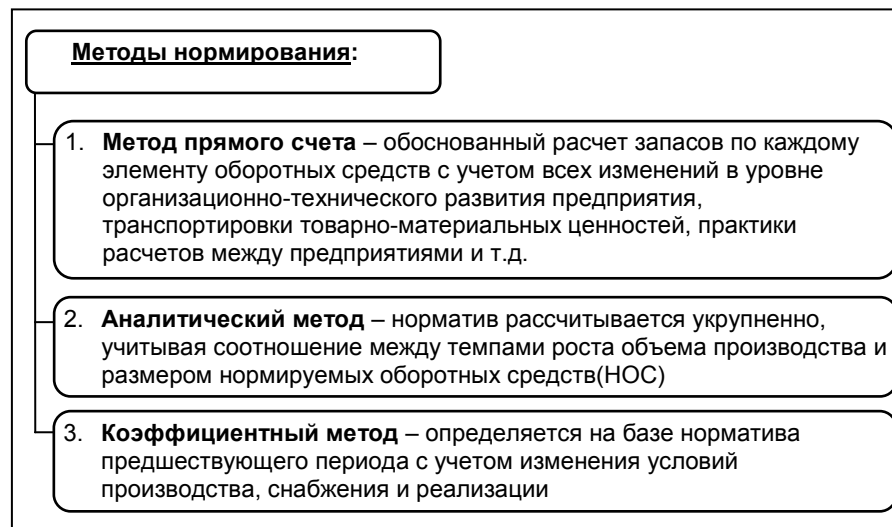 Методы нормирования:
1. Метод прямого счета – обоснованный расчет запасов по каждому
элементу оборотных средств с учетом всех изменений в уровне
организационно-технического развития предприятия,
транспортировки товарно-материальных ценностей, практики
расчетов между предприятиями и т.д.
2. Аналитический метод – норматив рассчитывается укрупненно,
учитывая соотношение между темпами роста объема производства и
размером нормируемых оборотных средств(НОС)
3. Коэффициентный метод – определяется на базе норматива
предшествующего периода с учетом изменения условий
производства, снабжения и реализации